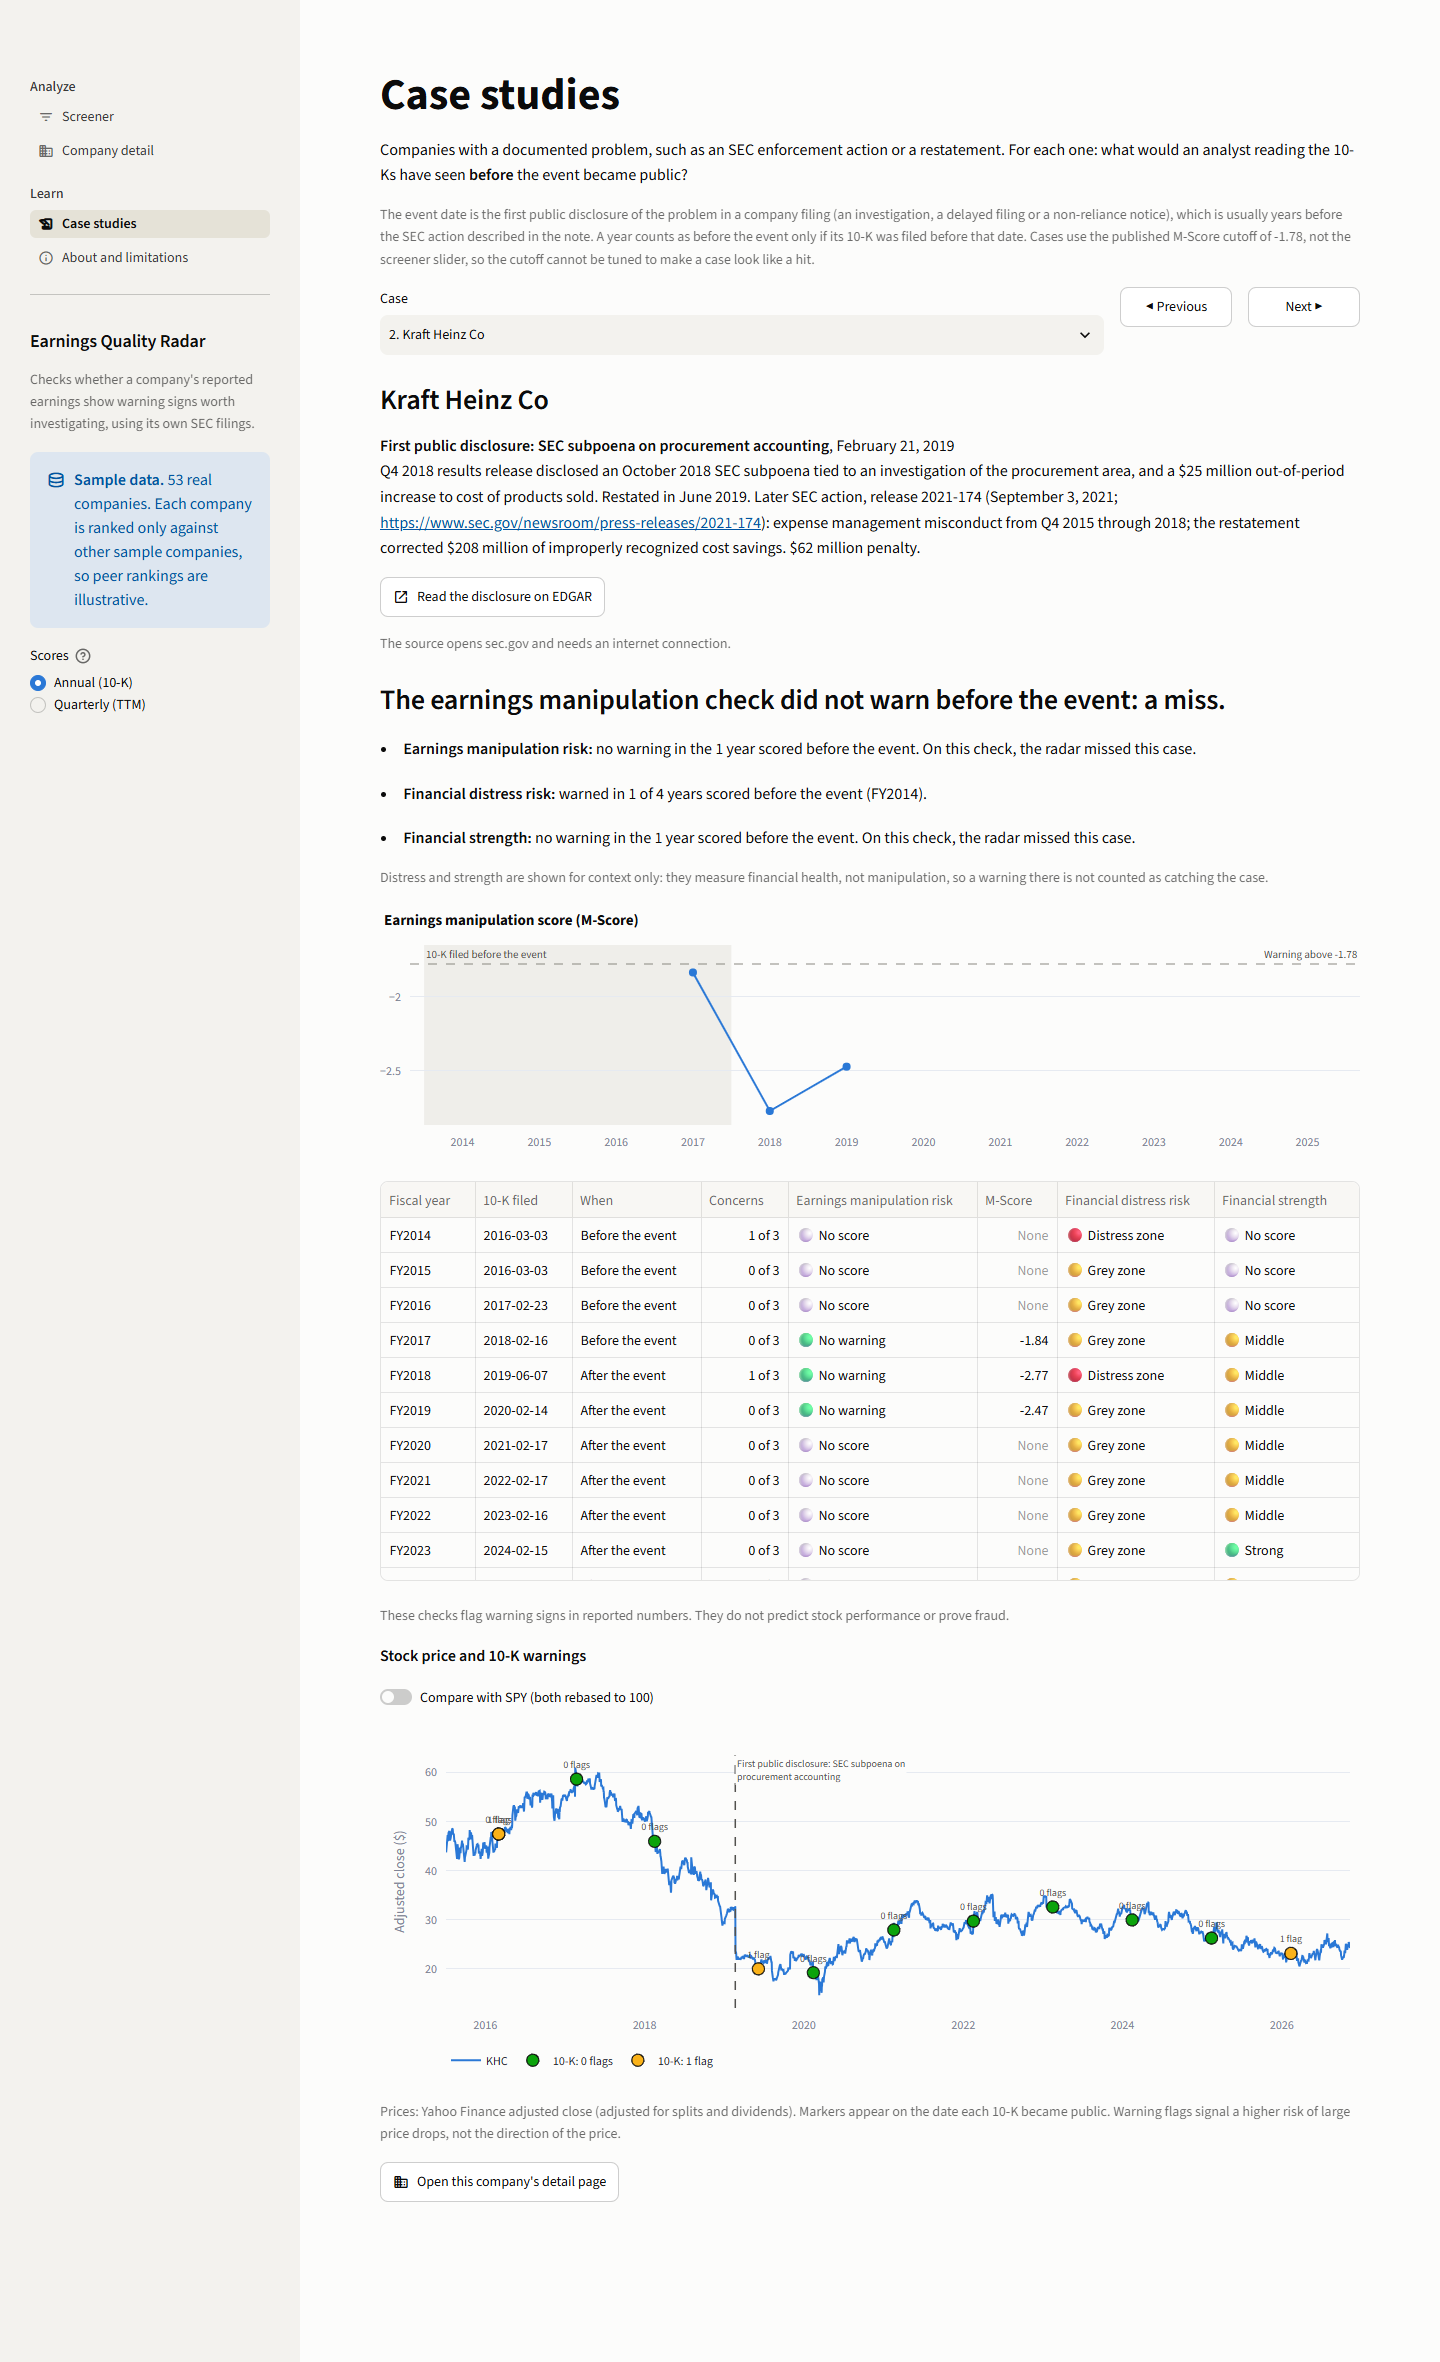 Analyze
Screener
Company detail
Learn
Case studies
About and limitations
Earnings Quality Radar
Checks whether a company's reported
earnings show warning signs worth
investigating, using its own SEC filings.
Sample data. 53 real
companies. Each company
is ranked only against
other sample companies,
so peer rankings are
illustrative.
Scores
Annual (10-K)
Quarterly (TTM)
Case studies
Companies with a documented problem, such as an SEC enforcement action or a restatement. For each one: what would an analyst reading the 10-
Ks have seen before the event became public?
The event date is the first public disclosure of the problem in a company filing (an investigation, a delayed filing or a non-reliance notice), which is usually years before
the SEC action described in the note. A year counts as before the event only if its 10-K was filed before that date. Cases use the published M-Score cutoff of -1.78, not the
screener slider, so the cutoff cannot be tuned to make a case look like a hit.
Case
2. Kraft Heinz Co
Previous
Next
Kraft Heinz Co
First public disclosure: SEC subpoena on procurement accounting, February 21, 2019
Q4 2018 results release disclosed an October 2018 SEC subpoena tied to an investigation of the procurement area, and a $25 million out-of-period
increase to cost of products sold. Restated in June 2019. Later SEC action, release 2021-174 (September 3, 2021;
https://www.sec.gov/newsroom/press-releases/2021-174): expense management misconduct from Q4 2015 through 2018; the restatement
corrected $208 million of improperly recognized cost savings. $62 million penalty.
Read the disclosure on EDGAR
The source opens sec.gov and needs an internet connection.
The earnings manipulation check did not warn before the event: a miss.
Earnings manipulation risk: no warning in the 1 year scored before the event. On this check, the radar missed this case.
Financial distress risk: warned in 1 of 4 years scored before the event (FY2014).
Financial strength: no warning in the 1 year scored before the event. On this check, the radar missed this case.
Distress and strength are shown for context only: they measure financial health, not manipulation, so a warning there is not counted as catching the case.
Earnings manipulation score (M-Score)
10-K filed before the event
Warning above -1.78
−2
−2.5
2014 2015 2016 2017 2018 2019 2020 2021 2022 2023 2024 2025
Fiscal year 10-K filed When Concerns Earnings manipulation risk M-Score Financial distress risk Financial strength
FY2014 2016-03-03 Before the event 1 of 3 No score None Distress zone No score
FY2015 2016-03-03 Before the event 0 of 3 No score None Grey zone No score
FY2016 2017-02-23 Before the event 0 of 3 No score None Grey zone No score
FY2017 2018-02-16 Before the event 0 of 3 No warning -1.84 Grey zone Middle
FY2018 2019-06-07 After the event 1 of 3 No warning -2.77 Distress zone Middle
FY2019 2020-02-14 After the event 0 of 3 No warning -2.47 Grey zone Middle
FY2020 2021-02-17 After the event 0 of 3 No score None Grey zone Middle
FY2021 2022-02-17 After the event 0 of 3 No score None Grey zone Middle
FY2022 2023-02-16 After the event 0 of 3 No score None Grey zone Middle
FY2023 2024-02-15 After the event 0 of 3 No score None Grey zone Strong
These checks flag warning signs in reported numbers. They do not predict stock performance or prove fraud.
Stock price and 10-K warnings
Compare with SPY (both rebased to 100)
First public disclosure: SEC subpoena on
procurement accounting
Adjusted close ($)
60
50
40
30
20
0 flags
0 flags
1 flag
0 flags
0 flags
0 flags
0 flags
0 flags
0 flags
1 flag
2016 2018 2020 2022 2024 2026
KHC 10-K: 0 flags 10-K: 1 flag
Prices: Yahoo Finance adjusted close (adjusted for splits and dividends). Markers appear on the date each 10-K became public. Warning flags signal a higher risk of large
price drops, not the direction of the price.
Open this company's detail page